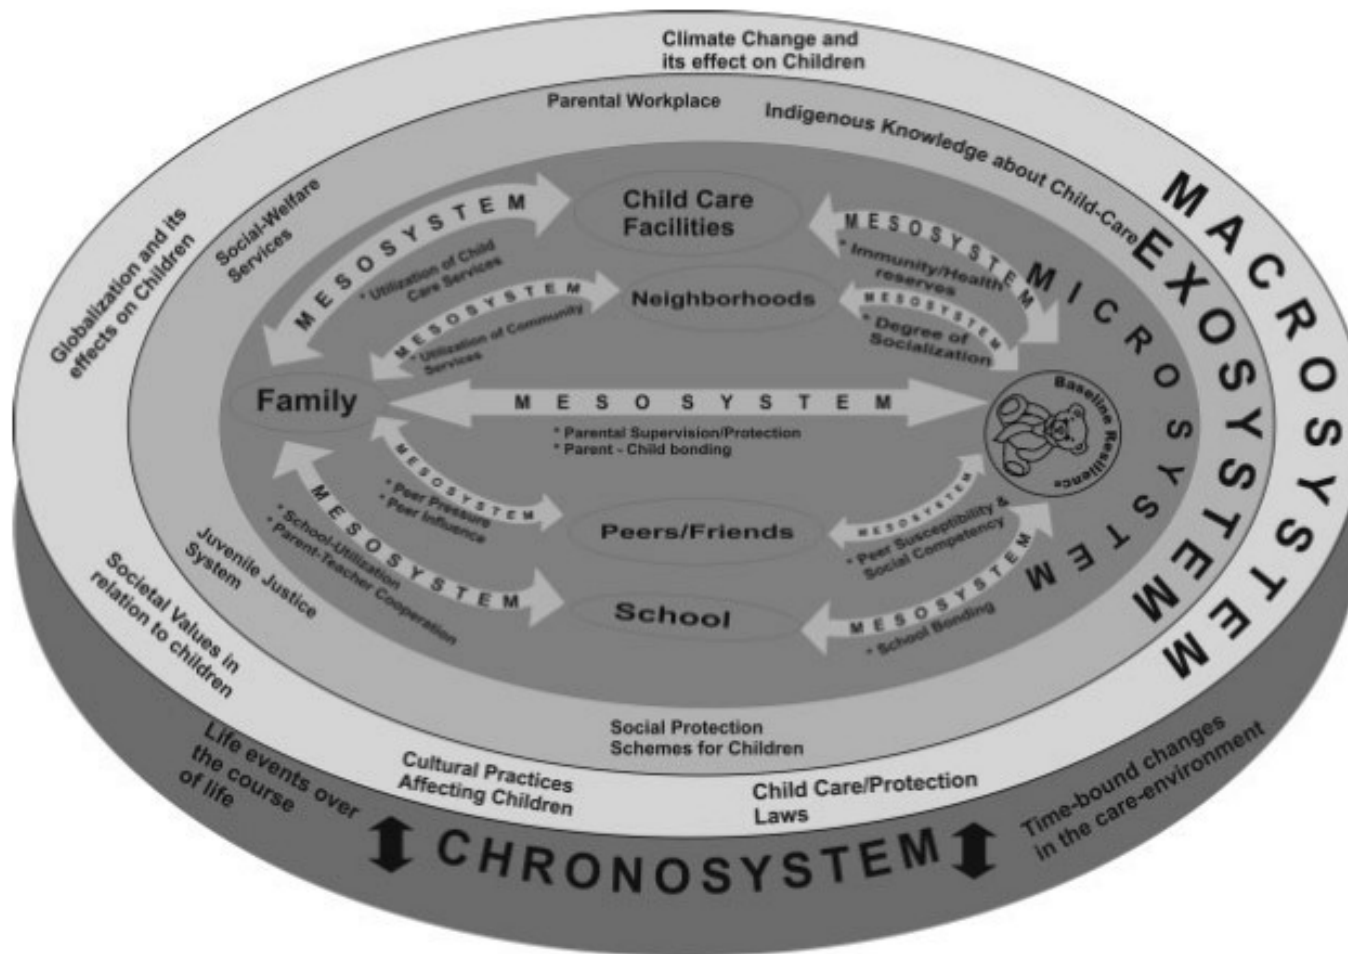 Climate Change and
its effect on Children
Parental Workplace
Indigenous Knowledge about Child-Care
Globalization and its
effects on Children
Social-Welfare
Services
MACROSYSTEM
EXOSYSTEM
MICROSYSTEM
Child Care
Facilities
MESOSYSTEM
* Utilization of Child
Care Services
MESOSYSTEM
* Immunity/Health
reserves
Neighborhoods
MESOSYSTEM
* Utilization of Community
Services
MESOSYSTEM
* Degree of
Socialization
Family
MESOSYSTEM
* Parental Supervision/Protection
* Parent - Child bonding
Baseline Resilience
MESOSYSTEM
* Peer Pressure
* Peer Influence
Peers/Friends
MESOSYSTEM
* Peer Susceptibility &
Social Competency
MESOSYSTEM
* School-Utilization
* Parent-Teacher Cooperation
School
MESOSYSTEM
* School Bonding
Juvenile Justice
System
Societal Values in
relation to children
Social Protection
Schemes for Children
Cultural Practices
Affecting Children
Child Care/Protection
Laws
Life events over
the course
of life
CHRONOSYSTEM
Time-bound changes
in the care-environment